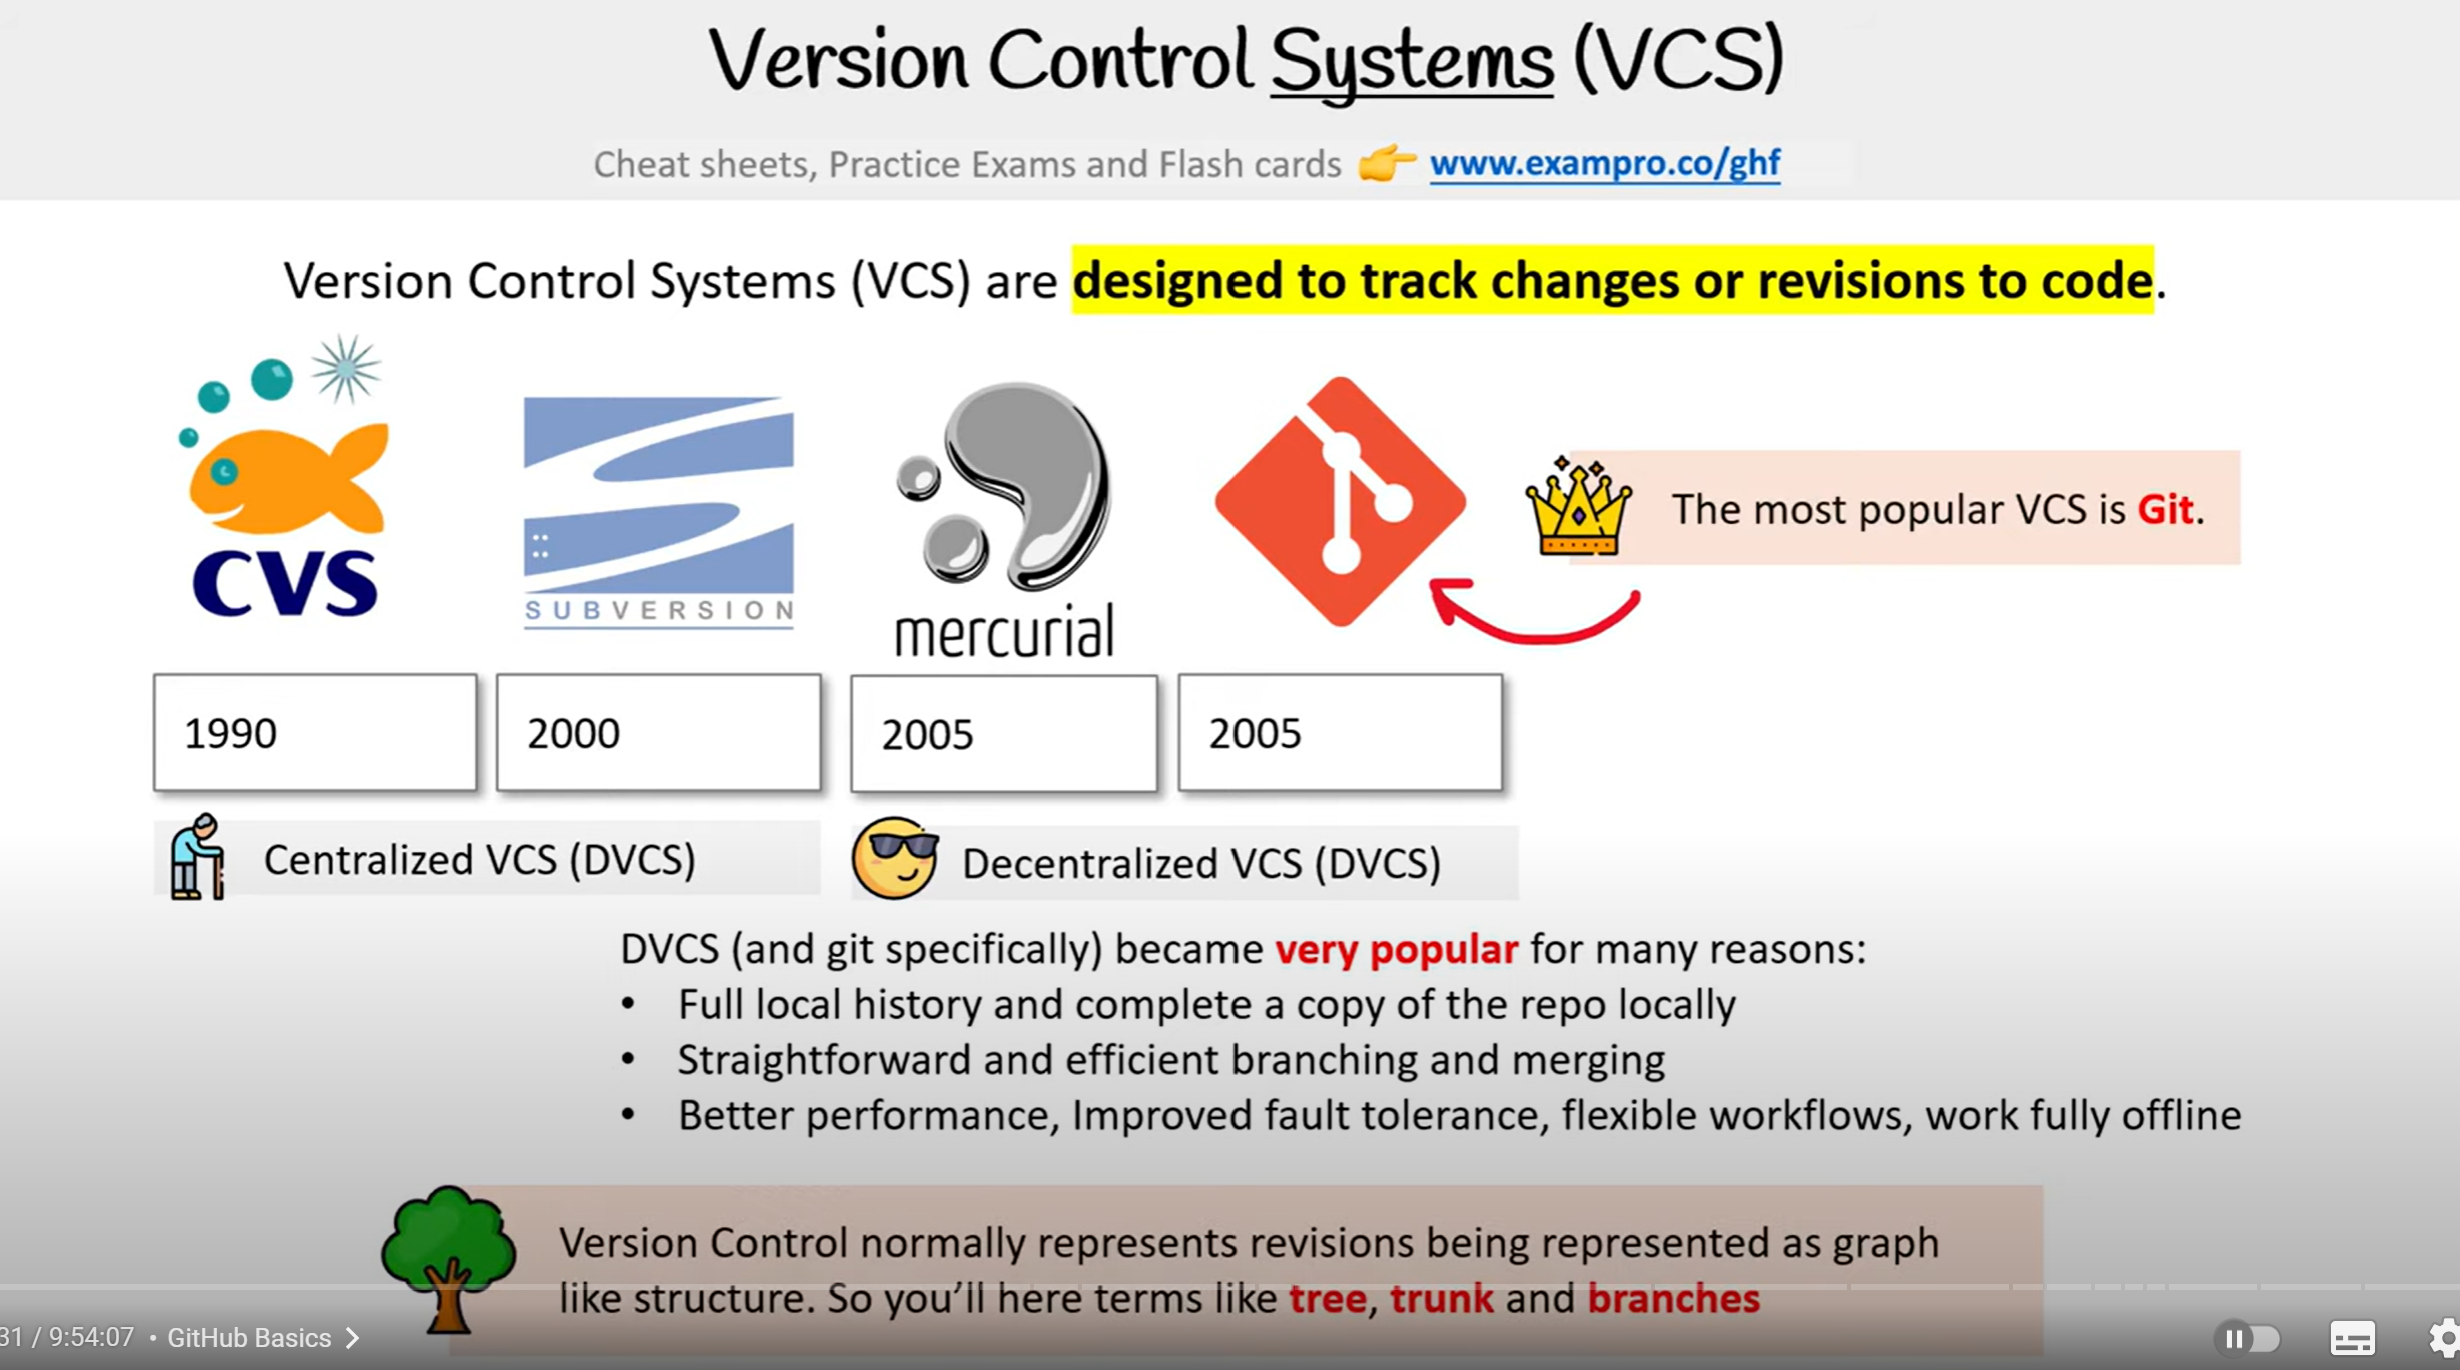 Version Control Systems (VCS)
Cheat sheets, Practice Exams and Flash cards 👉 www.exampro.co/ghf
Version Control Systems (VCS) are designed to track changes or revisions to code.
CVS
SUBVERSION
mercurial
The most popular VCS is Git.
1990
2000
2005
2005
Centralized VCS (DVCS)
Decentralized VCS (DVCS)
DVCS (and git specifically) became very popular for many reasons:
• Full local history and complete a copy of the repo locally
• Straightforward and efficient branching and merging
• Better performance, Improved fault tolerance, flexible workflows, work fully offline
Version Control normally represents revisions being represented as graph
like structure. So you’ll here terms like tree, trunk and branches
31 / 9:54:07 • GitHub Basics >